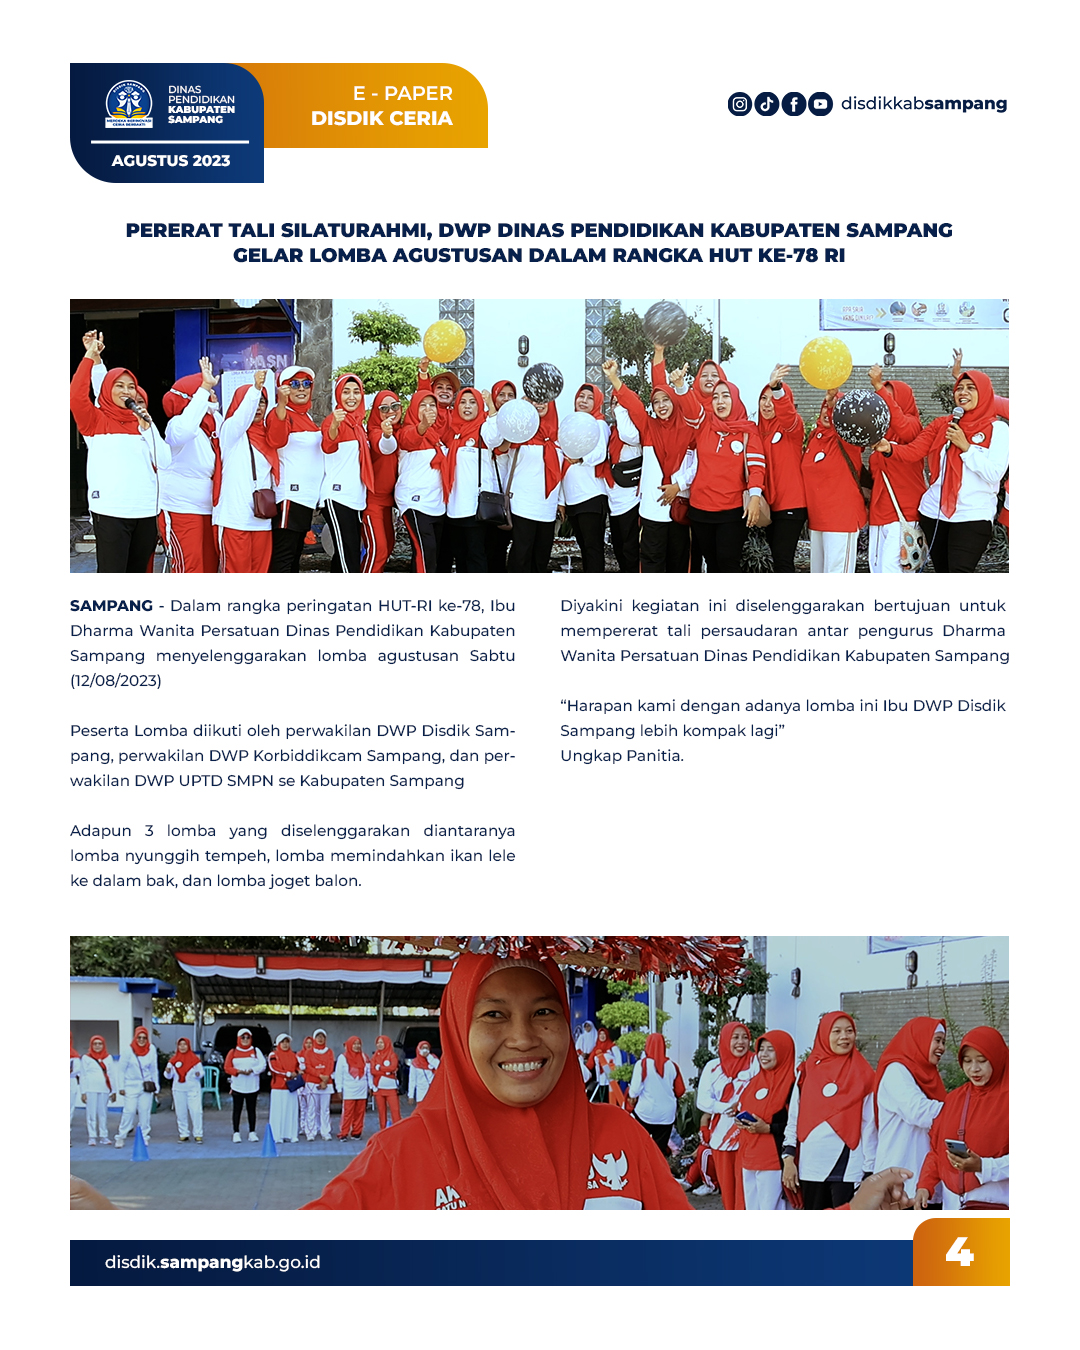 DINAS
PENDIDIKAN
KABUPATEN
SAMPANG
AGUSTUS 2023
E - PAPER
DISDIK CERIA
disdikkabsampang
PERERAT TALI SILATURAHMI, DWP DINAS PENDIDIKAN KABUPATEN SAMPANG
GELAR LOMBA AGUSTUSAN DALAM RANGKA HUT KE-78 RI
ASN
SAMPANG - Dalam rangka peringatan HUT-RI ke-78, Ibu
Dharma Wanita Persatuan Dinas Pendidikan Kabupaten
Sampang menyelenggarakan lomba agustusan Sabtu
(12/08/2023)
Peserta Lomba diikuti oleh perwakilan DWP Disdik Sam-
pang, perwakilan DWP Korbiddikcam Sampang, dan per-
wakilan DWP UPTD SMPN se Kabupaten Sampang
Adapun 3 lomba yang diselenggarakan diantaranya
lomba nyunggih tempeh, lomba memindahkan ikan lele
ke dalam bak, dan lomba joget balon.
Diyakini kegiatan ini diselenggarakan bertujuan untuk
mempererat tali persaudaran antar pengurus Dharma
Wanita Persatuan Dinas Pendidikan Kabupaten Sampang
“Harapan kami dengan adanya lomba ini Ibu DWP Disdik
Sampang lebih kompak lagi”
Ungkap Panitia.
disdik.sampangkab.go.id
4